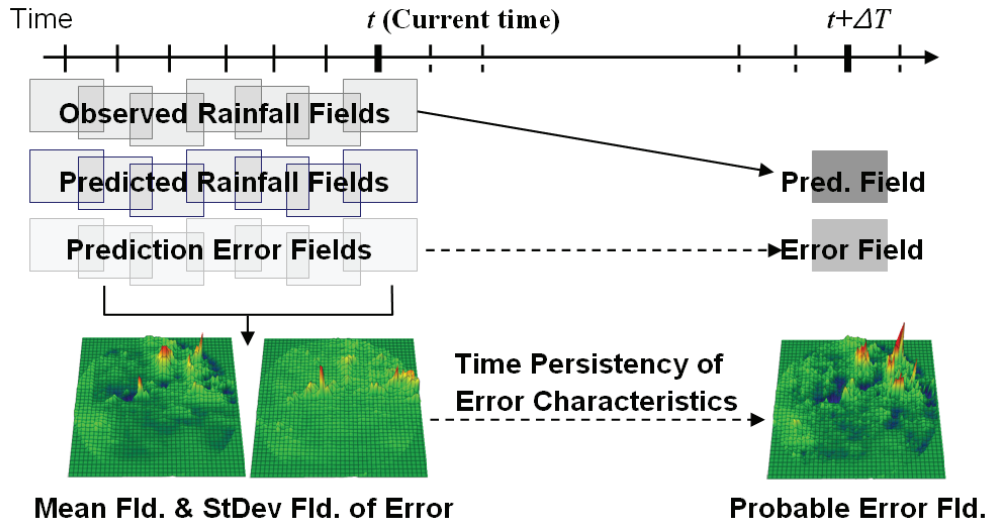 Time
t (Current time)
t+ΔT
Observed Rainfall Fields
Predicted Rainfall Fields
Pred. Field
Prediction Error Fields
Error Field
Time Persistency of
Error Characteristics
Mean Fld. & StDev Fld. of Error
Probable Error Fld.